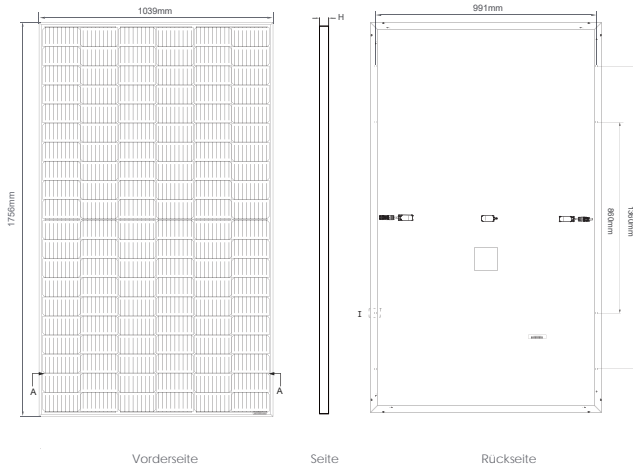 1039mm
H
991mm
1756mm
860mm
I
A
A
Vorderseite
Seite
Rückseite